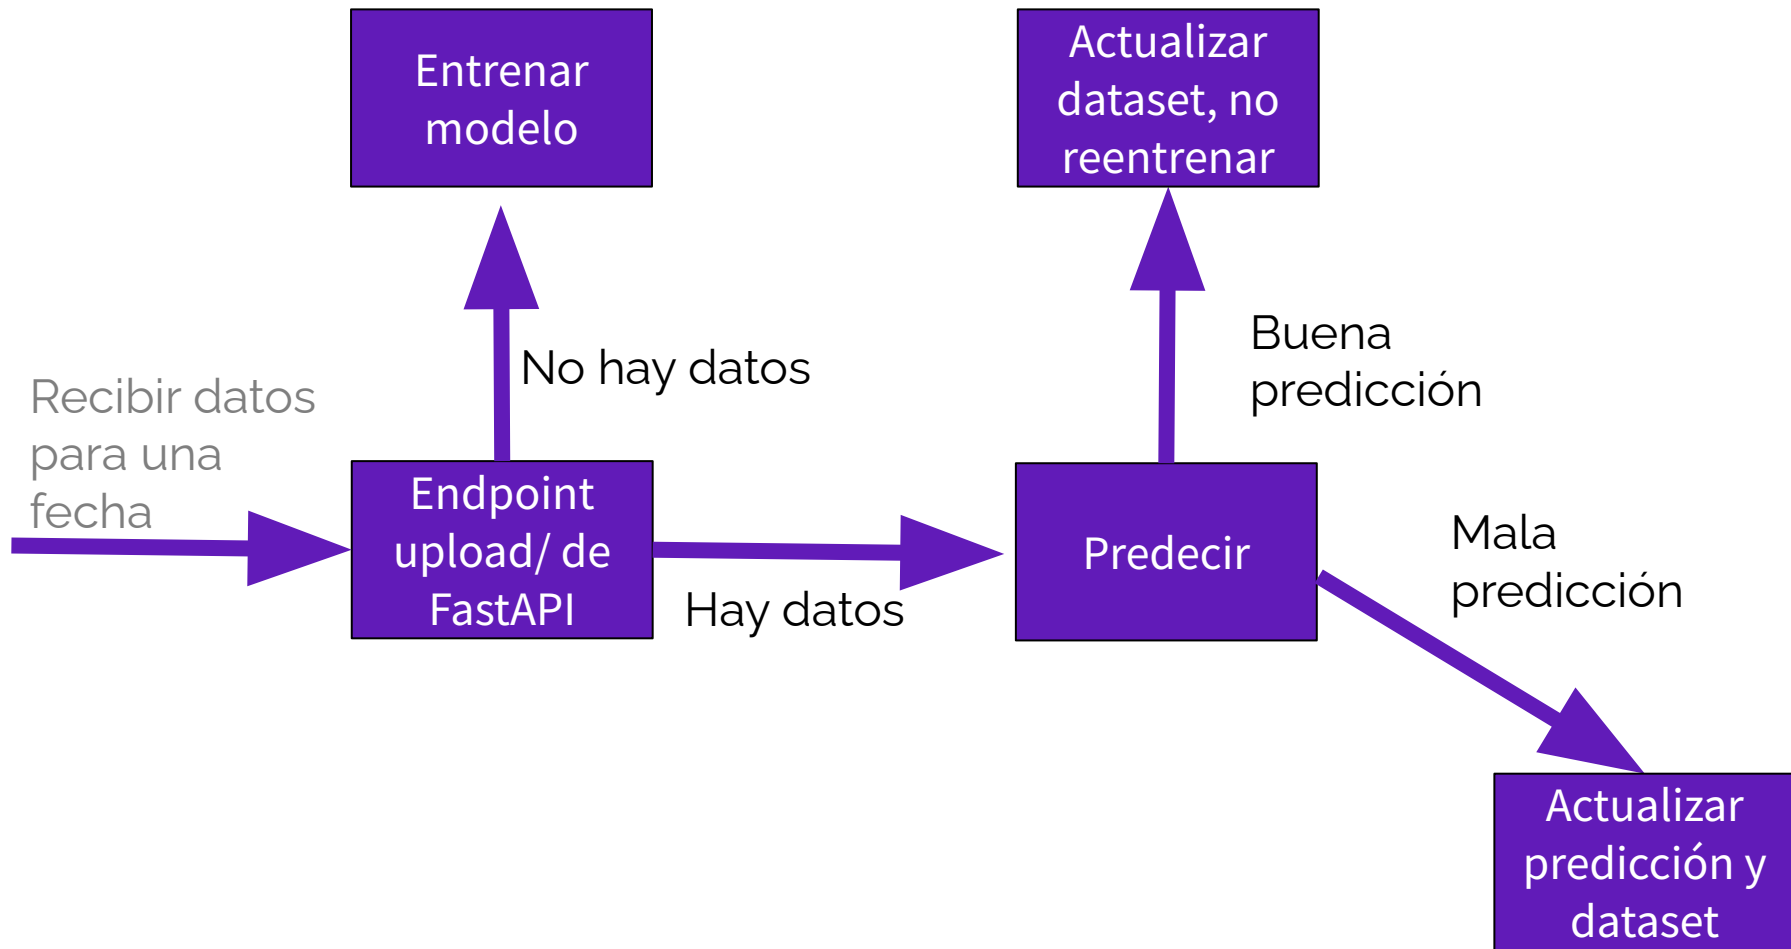 Entrenar
modelo
Actualizar
dataset, no
reentrenar
No hay datos
Buena
predicción
Recibir datos
para una
fecha
Endpoint
upload/ de
FastAPI
Hay datos
Predecir
Mala
predicción
Actualizar
predicción y
dataset